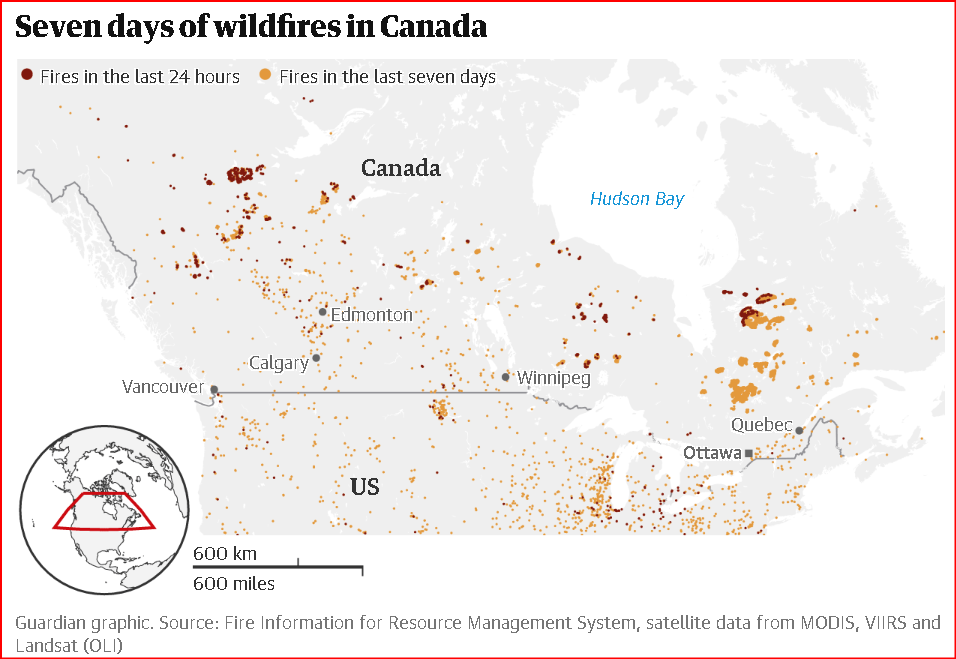 Seven days of wildfires in Canada
Fires in the last 24 hours
Fires in the last seven days
Canada
Hudson Bay
Edmonton
Calgary
Vancouver
Winnipeg
Quebec
Ottawa
US
600 km
600 miles
Guardian graphic. Source: Fire Information for Resource Management System, satellite data from MODIS, VIIRS and
Landsat (OLI)